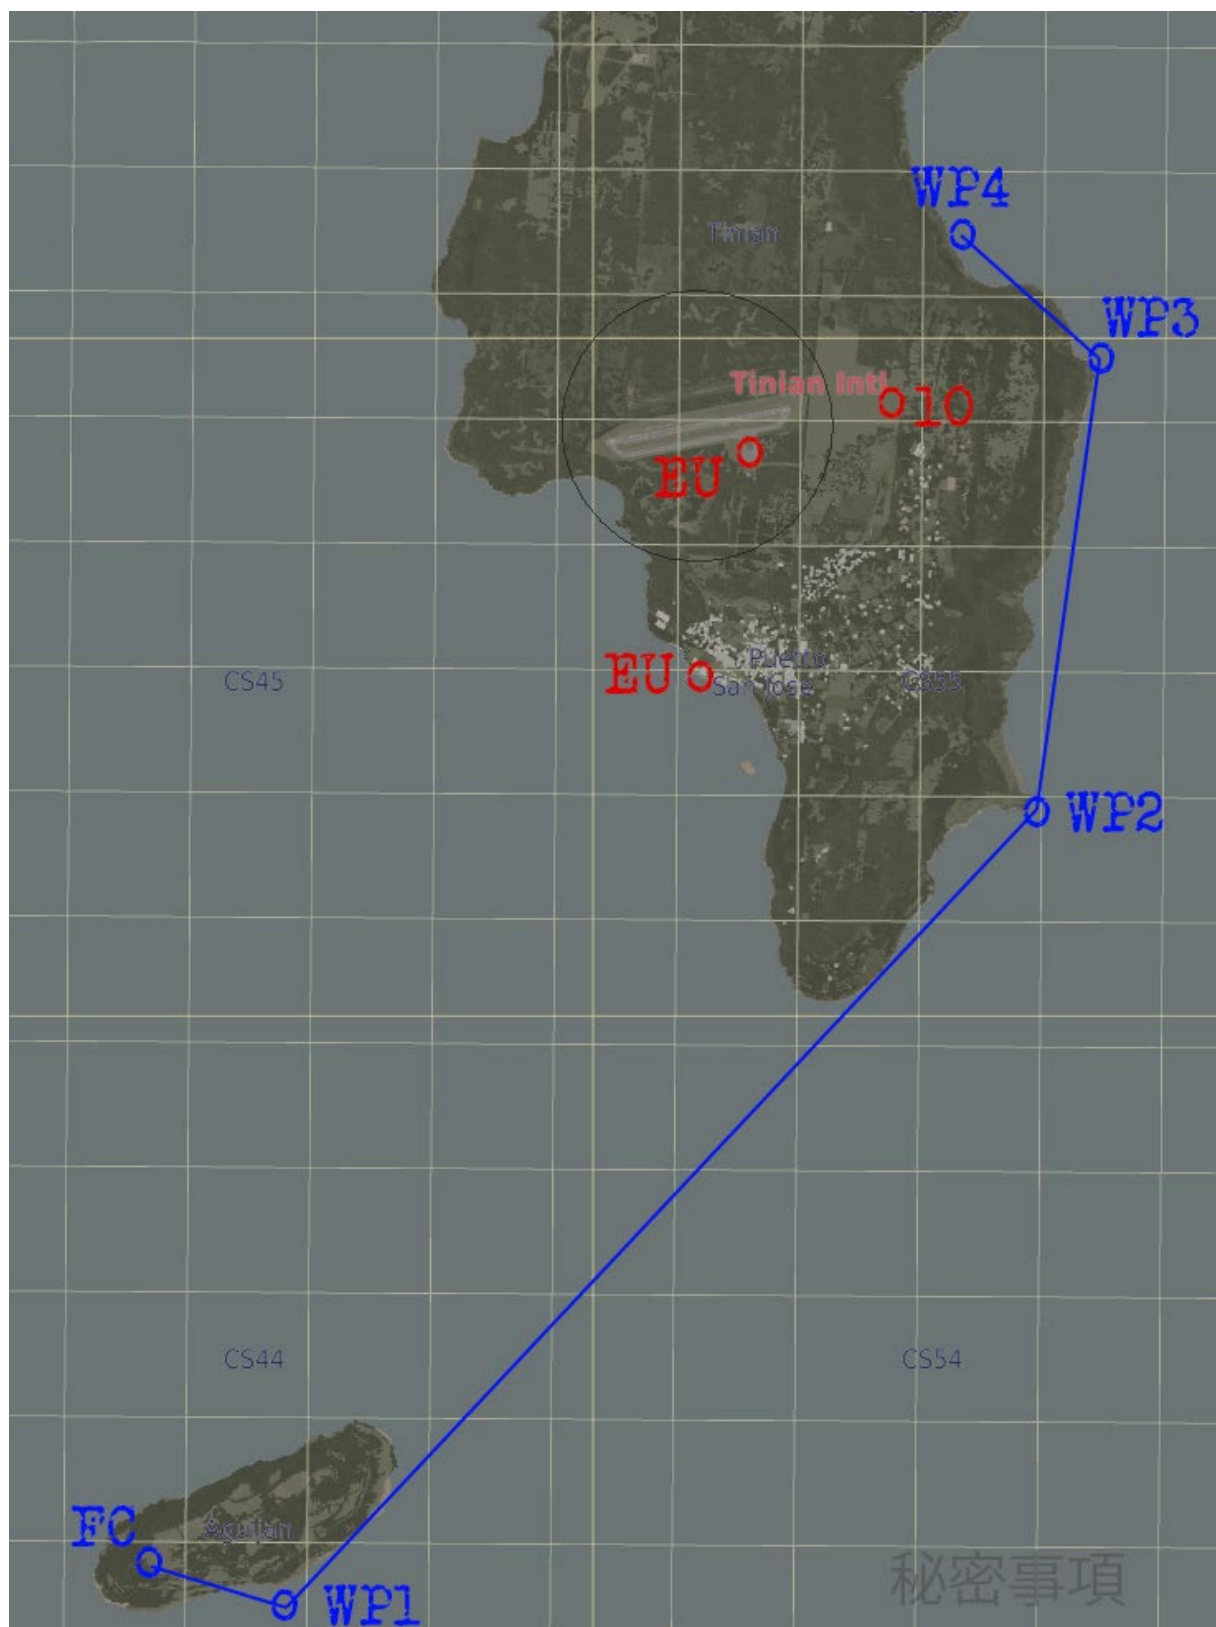 WP4
Tinian
WP3
Tinian Intl
10
EU
CS45
EU
Puerto
San Jose
CS55
WP2
CS44
CS54
FC
Aguijan
WP1
秘密事項